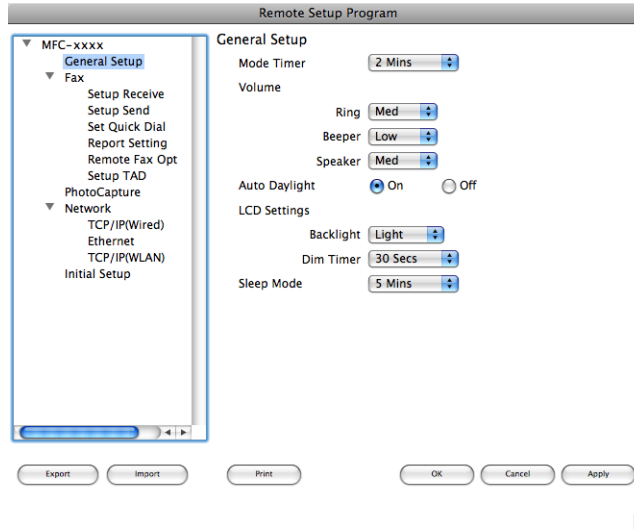 Remote Setup Program
MFC-xxxx
General Setup
Fax
Setup Receive
Setup Send
Set Quick Dial
Report Setting
Remote Fax Opt
Setup TAD
PhotoCapture
Network
TCP/IP(Wired)
Ethernet
TCP/IP(WLAN)
Initial Setup
General Setup
Mode Timer 2 Mins
Volume
Ring Med
Beeper Low
Speaker Med
Auto Daylight On Off
LCD Settings
Backlight Light
Dim Timer 30 Secs
Sleep Mode 5 Mins
Export Import Print OK Cancel Apply